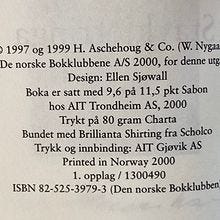 © 1997 og 1999 H. Aschehoug & Co. (W. Nygaa
De norske Bokklubbene A/S 2000, for denne utga
Design: Ellen Sjøwall
Boka er satt med 9,6 på 11,5 pkt Sabon
hos AIT Trondheim AS, 2000
Trykt på 80 gram Charta
Bundet med Brillianta Shirting fra Scholco
Trykk og innbinding: AIT Gjøvik AS
Printed in Norway 2000
1. opplag / 1300490
ISBN 82-525-3979-3 (Den norske Bokklubben